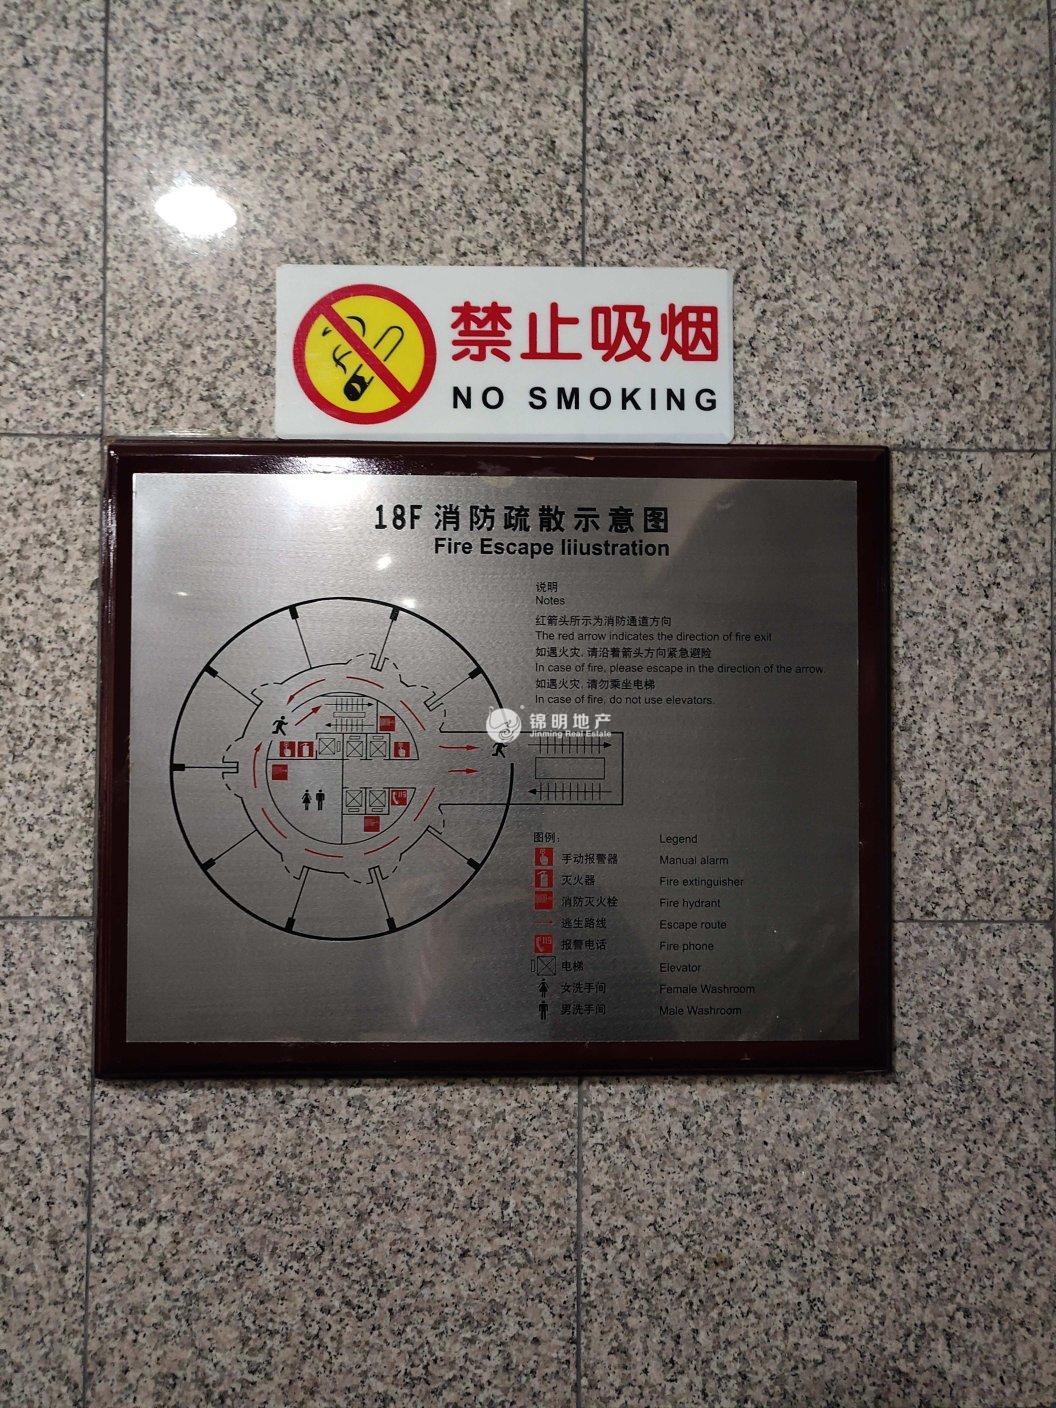 禁止吸烟
NO SMOKING
18F 消防疏散示意图
Fire Escape Iiiustration
说明
Notes
红箭头所示为消防通道方向
The red arrow indicates the direction of fire exit
如遇火灾, 请沿着箭头方向紧急避险
In case of fire, please escape in the direction of the arrow.
如遇火灾, 请勿乘坐电梯
In case of fire, do not use elevators.
锦明地产
Jinming Real Estate
119
图例: Legend
手动报警器 Manual alarm
灭火器 Fire extinguisher
消防灭火栓 Fire hydrant
逃生路线 Escape route
119 报警电话 Fire phone
电梯 Elevator
女洗手间 Female Washroom
男洗手间 Male Washroom